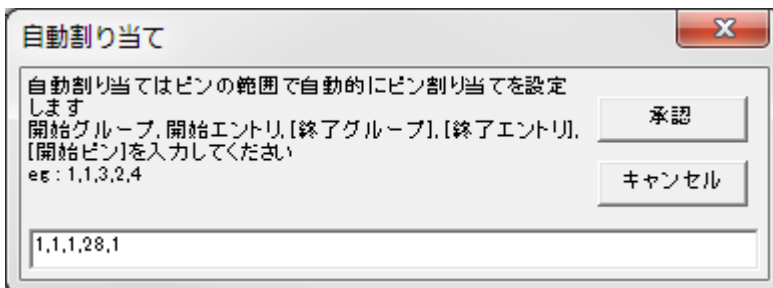 自動割り当て
自動割り当てはピンの範囲で自動的にピン割り当てを設定
します
開始グループ,開始エントリ,[終了グループ],[終了エントリ],
[開始ピン]を入力してください
eg : 1,1,3,2,4
承認
キャンセル
1,1,1,28,1